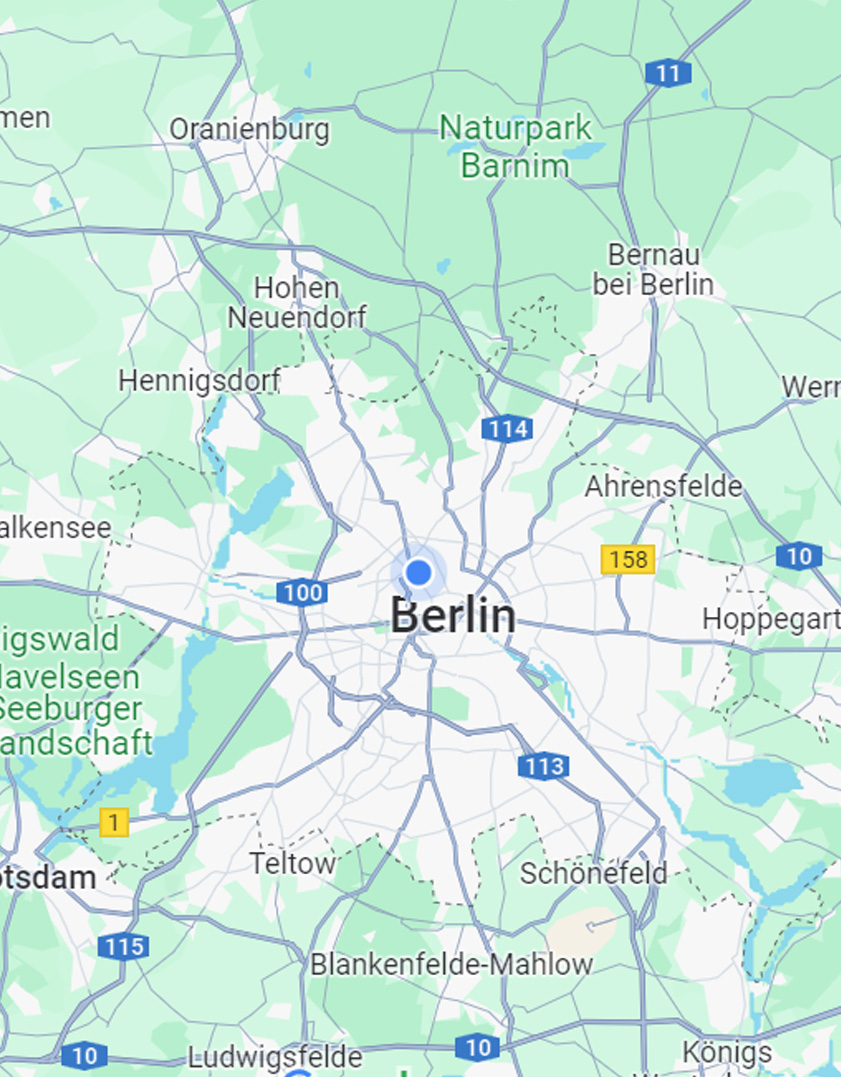 11
men
Oranienburg
Naturpark
Barnim
Bernau
bei Berlin
Hohen
Neuendorf
Hennigsdorf
Wern
114
Ahrensfelde
alkensee
158
10
100
Berlin
Hoppegart
igswald
Havelseen
Seeburger
andschaft
113
1
Teltow
otsdam
Schönefeld
115
Blankenfelde-Mahlow
10
Ludwigsfelde
10
Königs